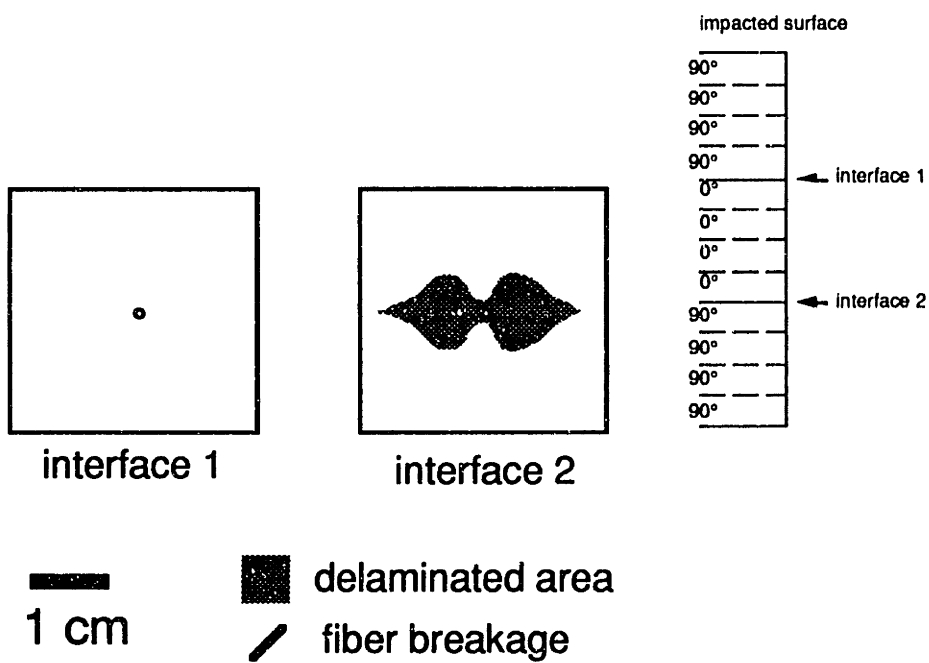 impacted surface
90°
90°
90°
90°
interface 1
0°
0°
0°
0°
interface 2
90°
90°
90°
90°
interface 1
interface 2
1 cm
delaminated area
fiber breakage